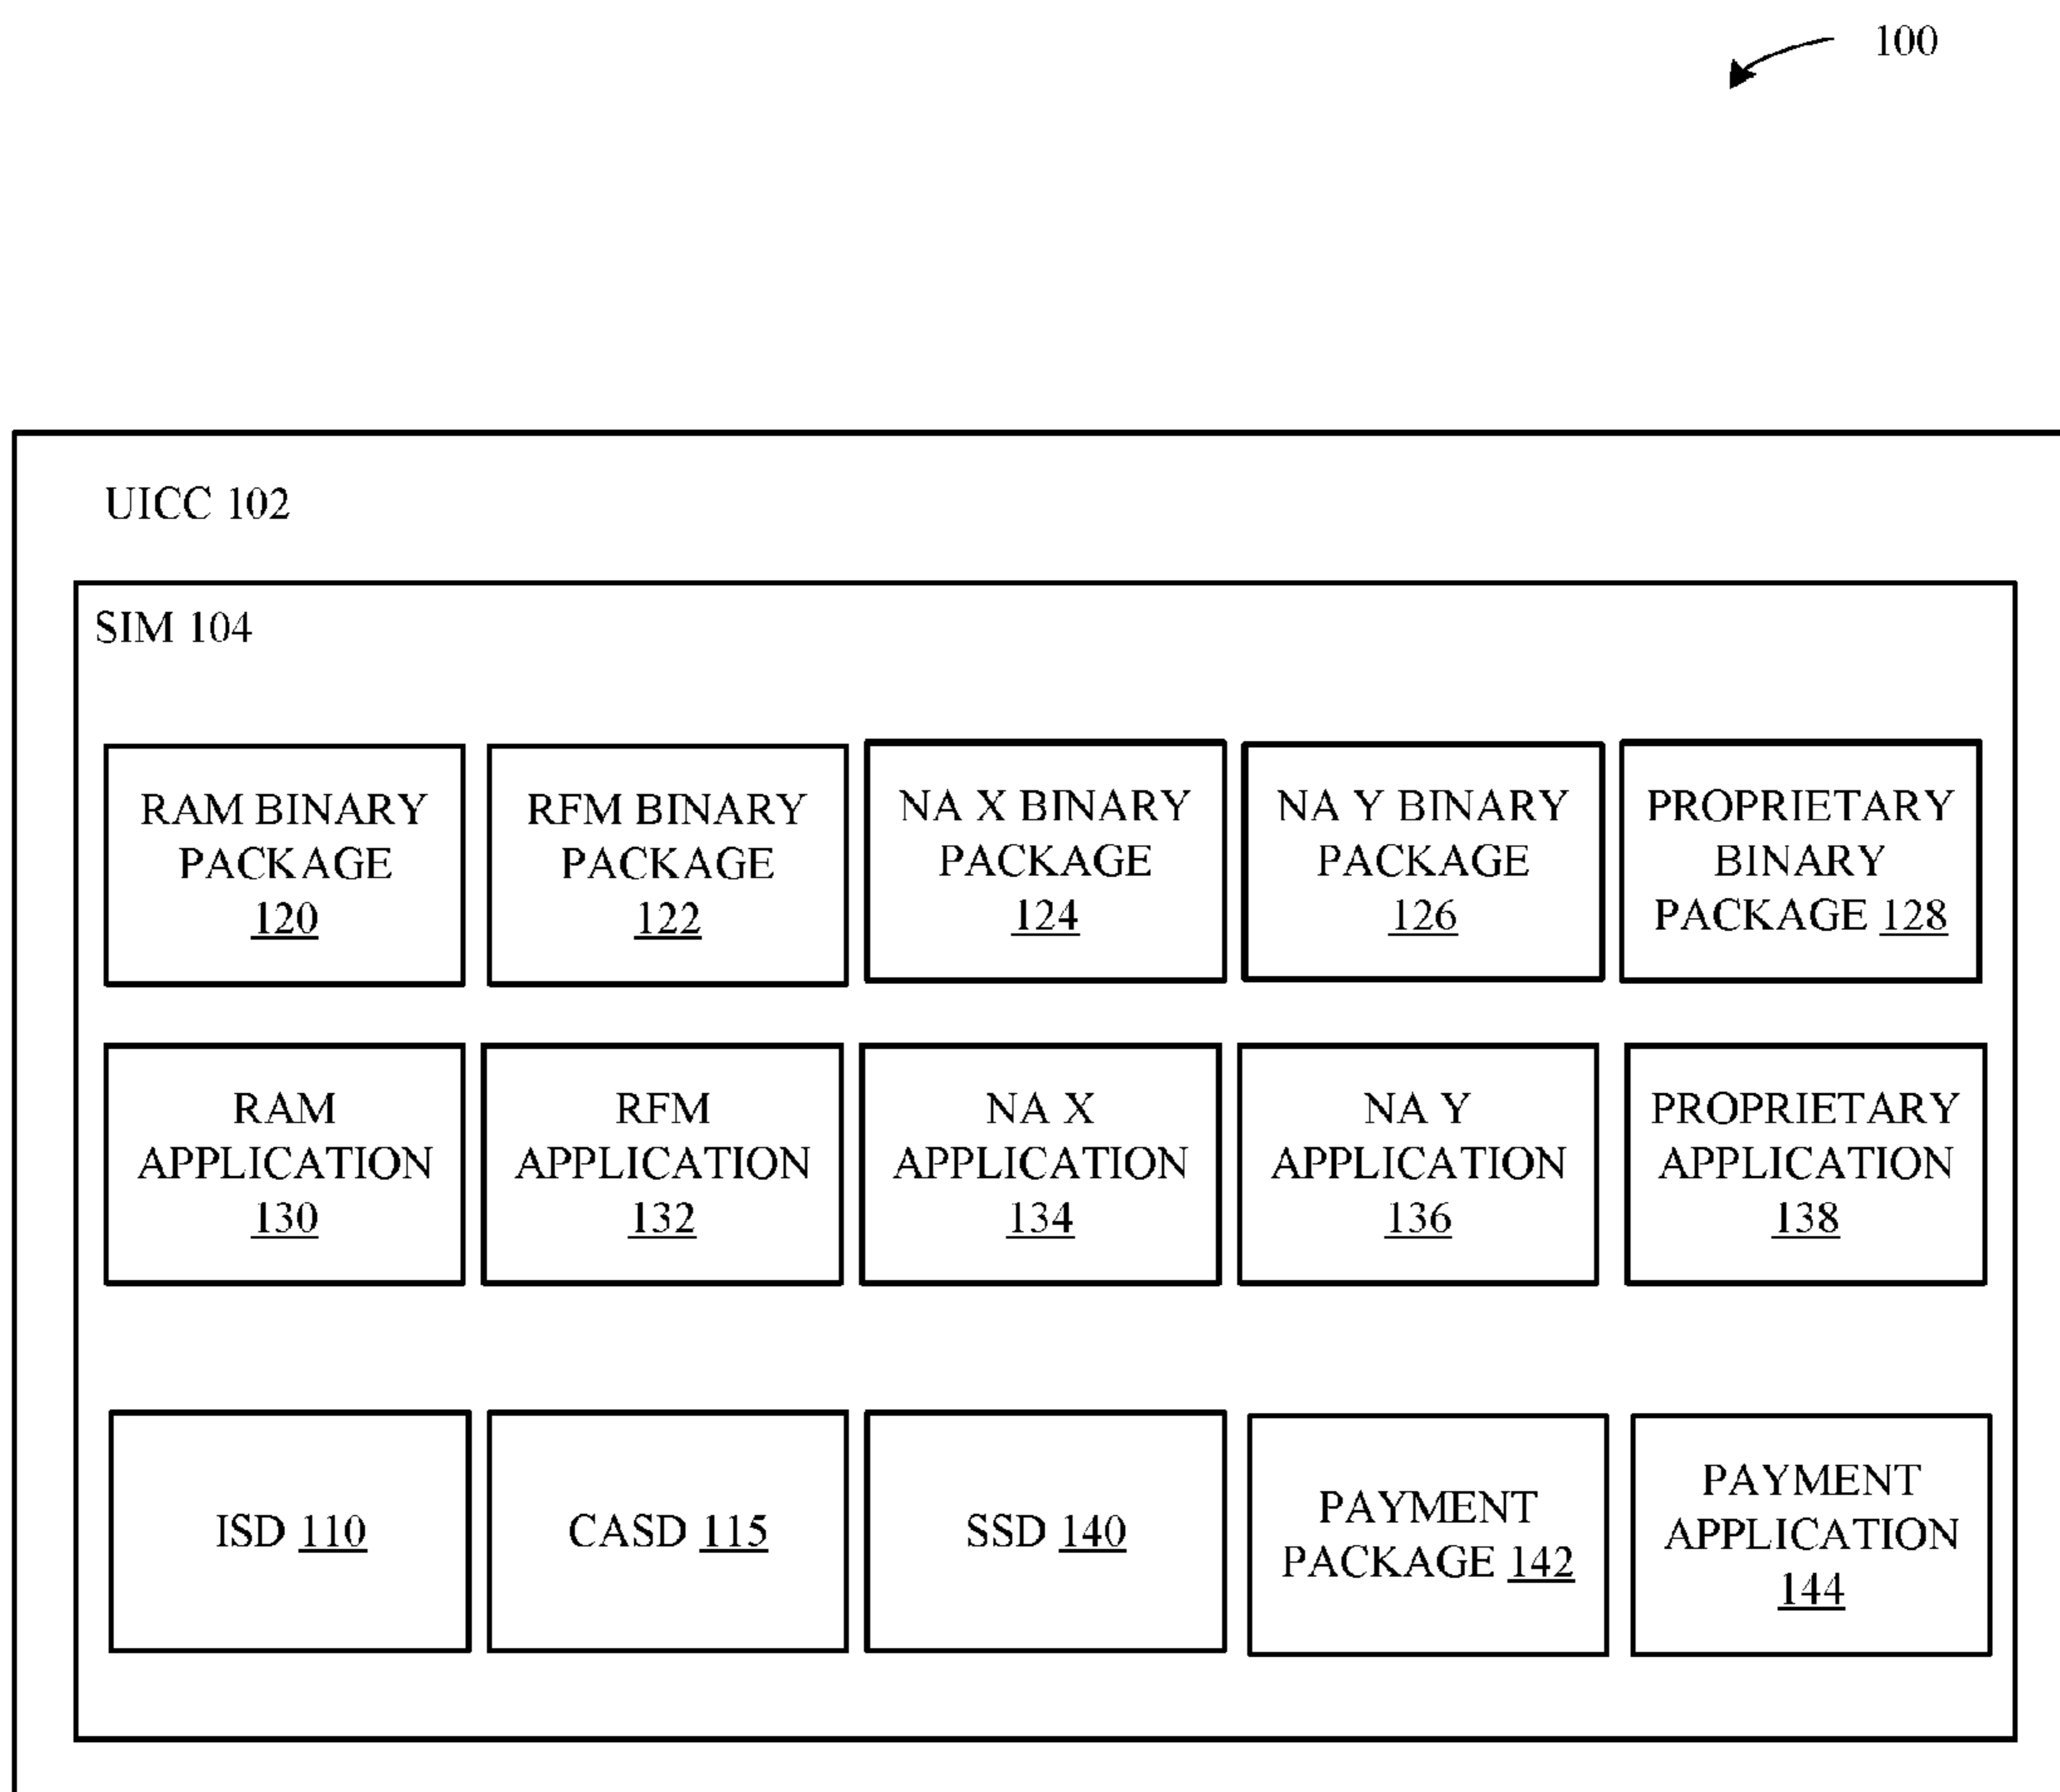 100
UICC 102
SIM 104
RAM BINARY
PACKAGE
120
RFM BINARY
PACKAGE
122
NA X BINARY
PACKAGE
124
NA Y BINARY
PACKAGE
126
PROPRIETARY
BINARY
PACKAGE 128
RAM
APPLICATION
130
RFM
APPLICATION
132
NA X
APPLICATION
134
NA Y
APPLICATION
136
PROPRIETARY
APPLICATION
138
ISD 110
CASD 115
SSD 140
PAYMENT
PACKAGE 142
PAYMENT
APPLICATION
144